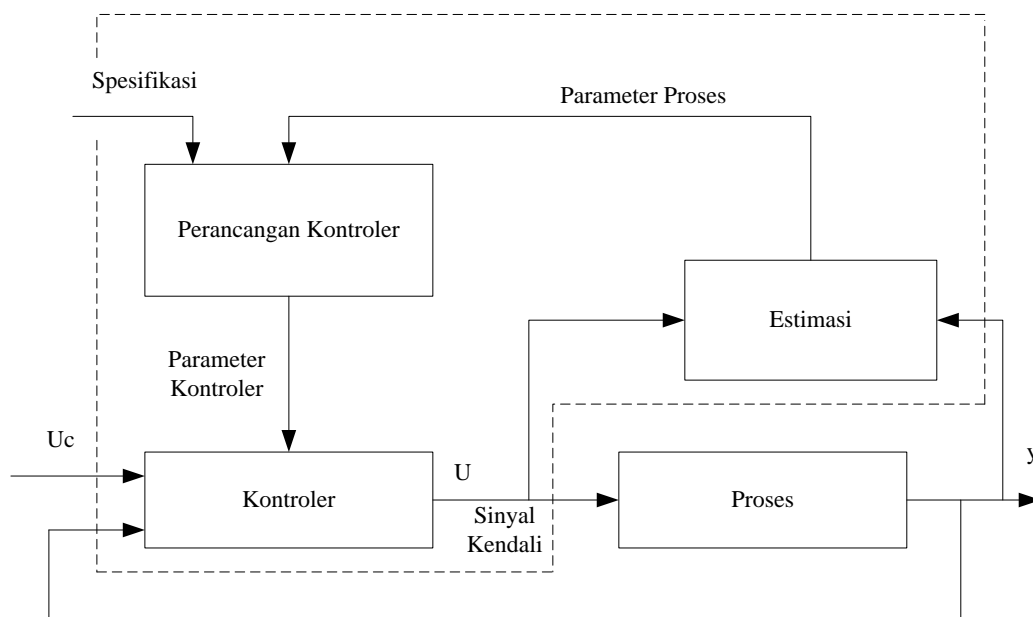 Spesifikasi
Parameter Proses
Perancangan Kontroler
Estimasi
Parameter
Kontroler
Uc
Kontroler
U
Sinyal
Kendali
Proses
y